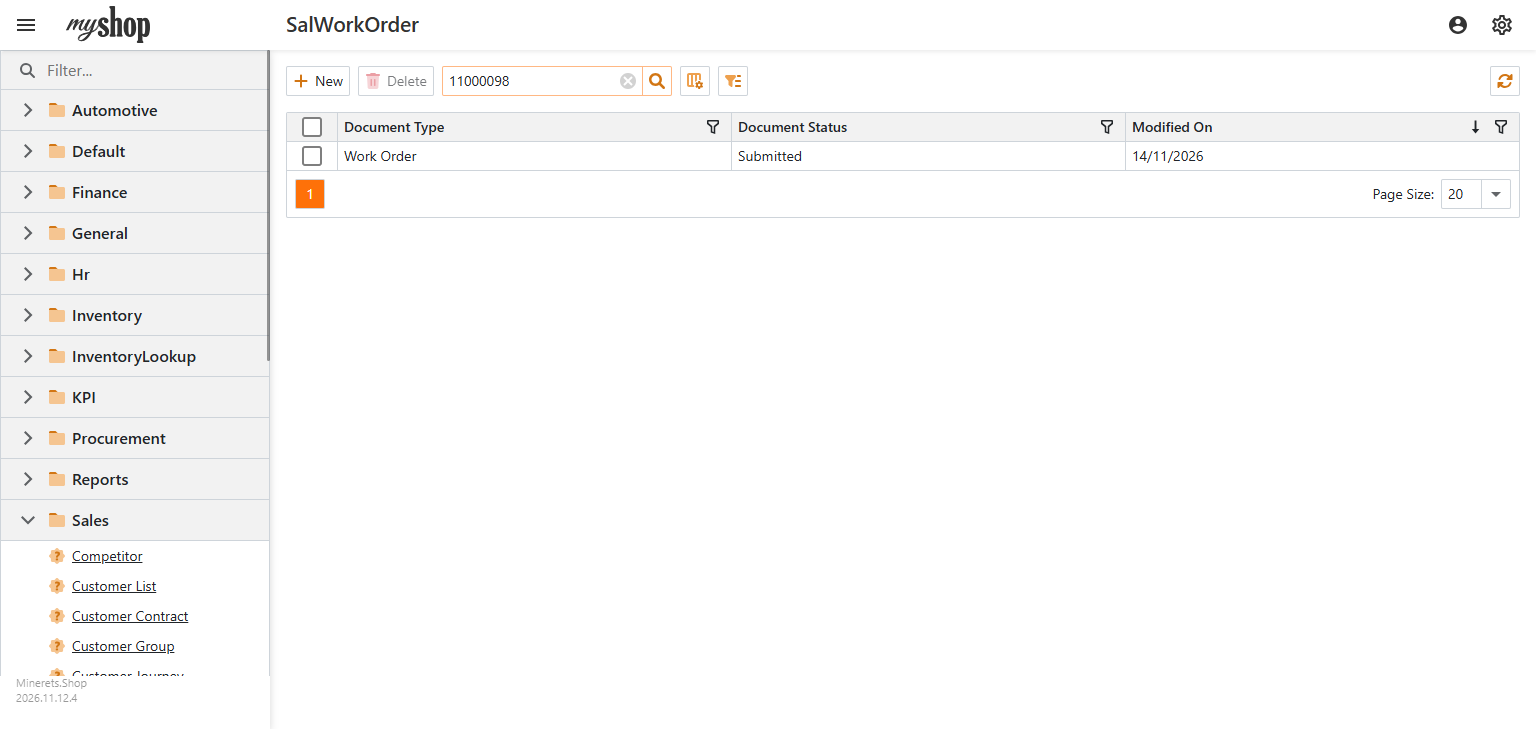 myshop
SalWorkOrder
Filter...
Automotive
Default
Finance
General
Hr
Inventory
InventoryLookup
KPI
Procurement
Reports
Sales
Competitor
Customer List
Customer Contract
Customer Group
Customer Journey
Minerets.Shop
2026.11.12.4
New Delete 11000098
Document Type Document Status Modified On
Work Order Submitted 14/11/2026
1 Page Size: 20